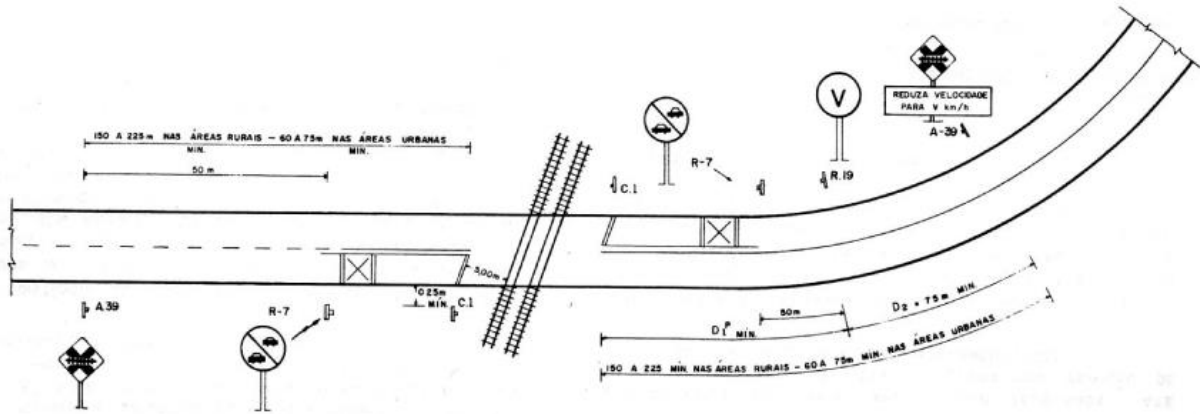 V
REDUZA VELOCIDADE
PARA V km/h
A-39
150 A 225m NAS ÁREAS RURAIS - 60 A 75m NAS ÁREAS URBANAS
MIN. MIN.
50 m
R-7
C.1
R.19
3,00m
0.25m
MÍN.
C.1
A.39
R-7
50m
D2 = 75m MIN.
D1 P MÍN.
150 A 225 MIN. NAS ÁREAS RURAIS - 60 A 75m MIN. NAS ÁREAS URBANAS